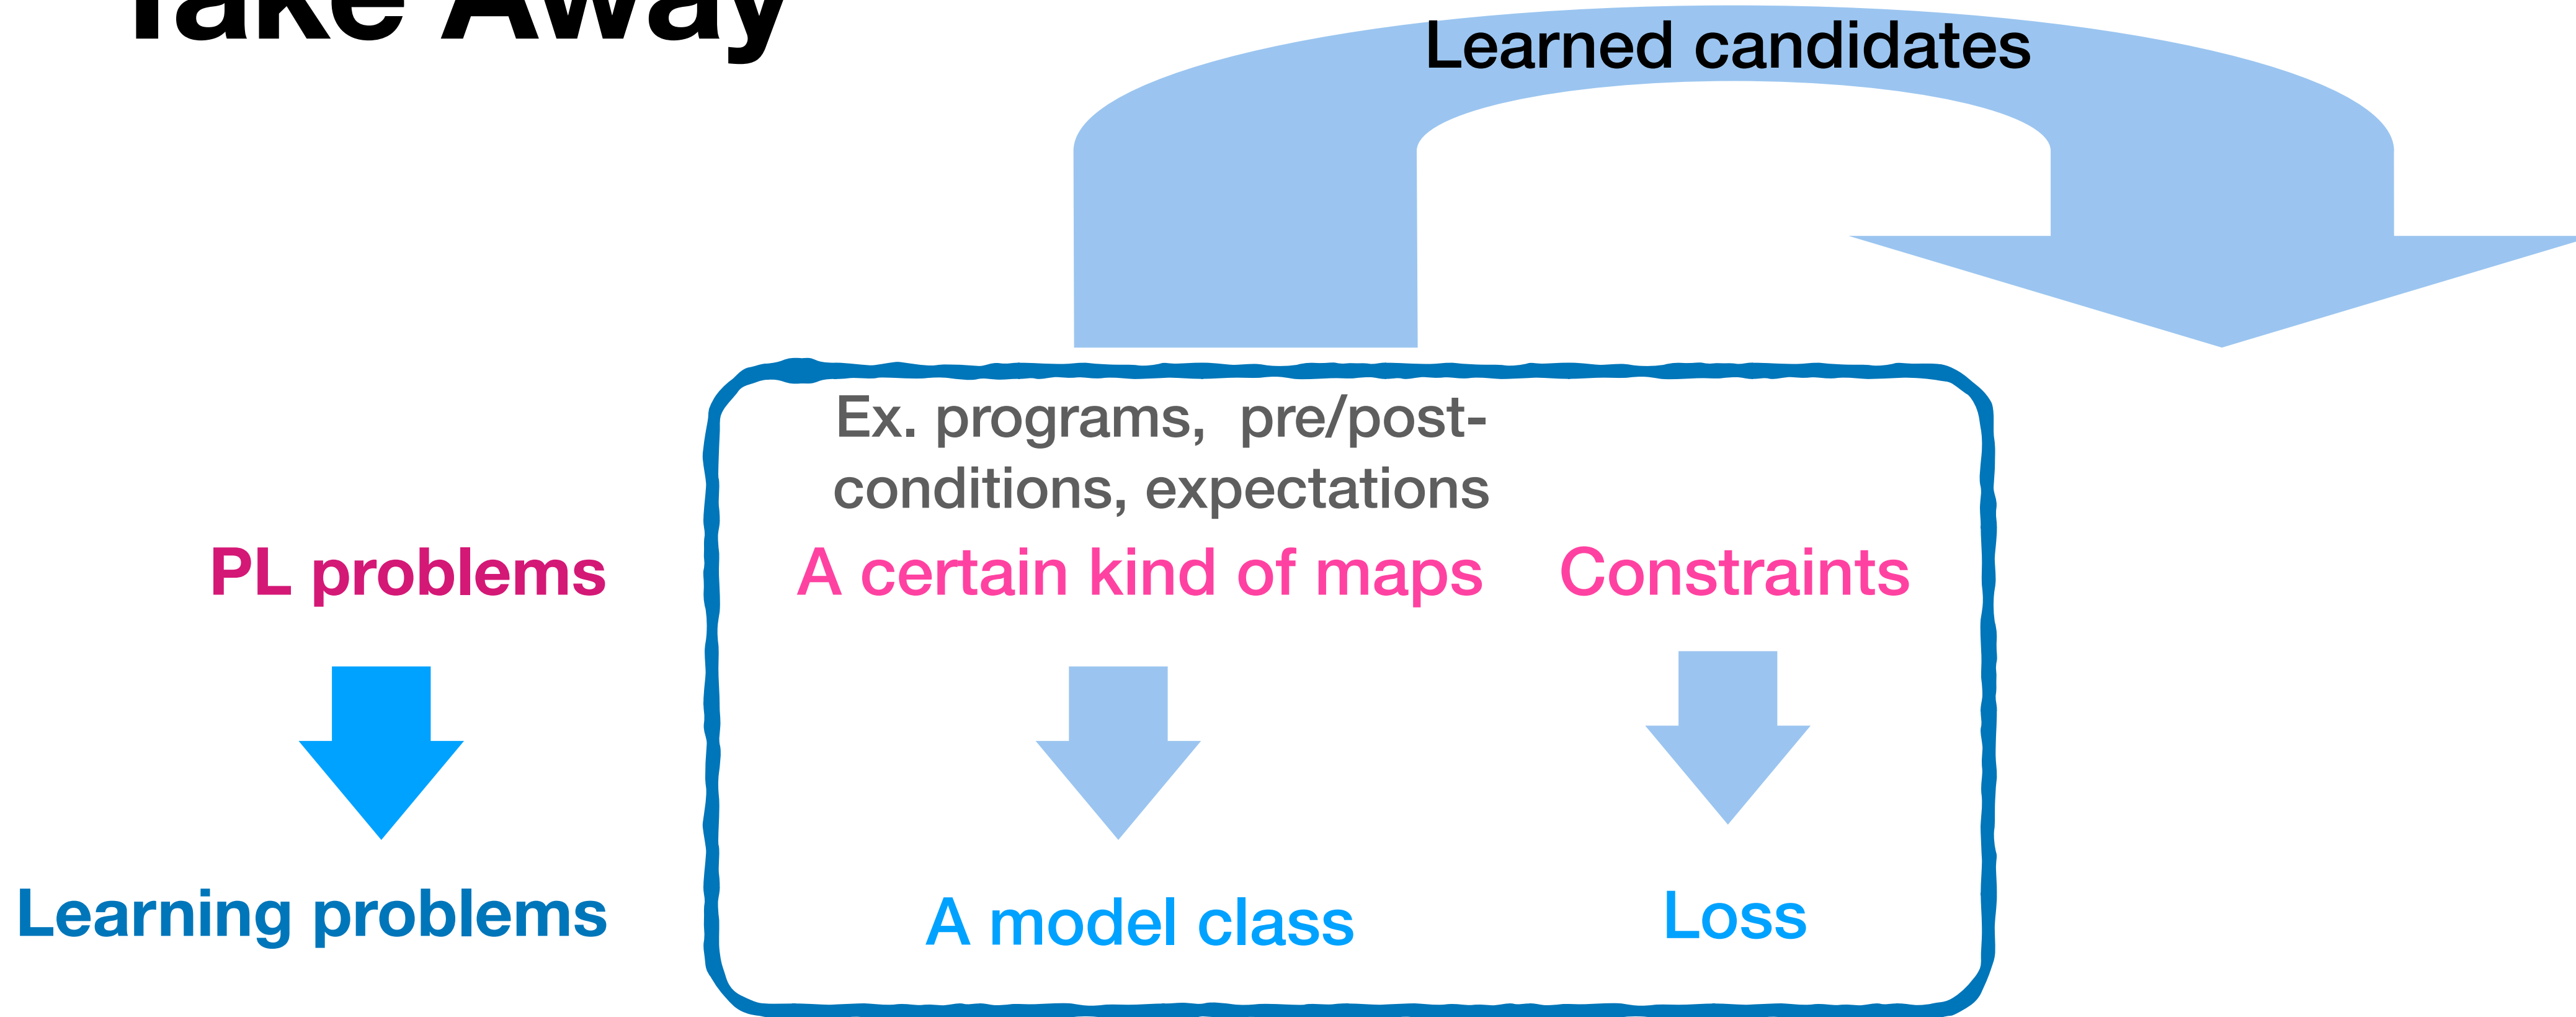 Take Away
Learned candidates
Ex. programs, pre/post-
conditions, expectations
PL problems
A certain kind of maps
Constraints
Learning problems
A model class
Loss